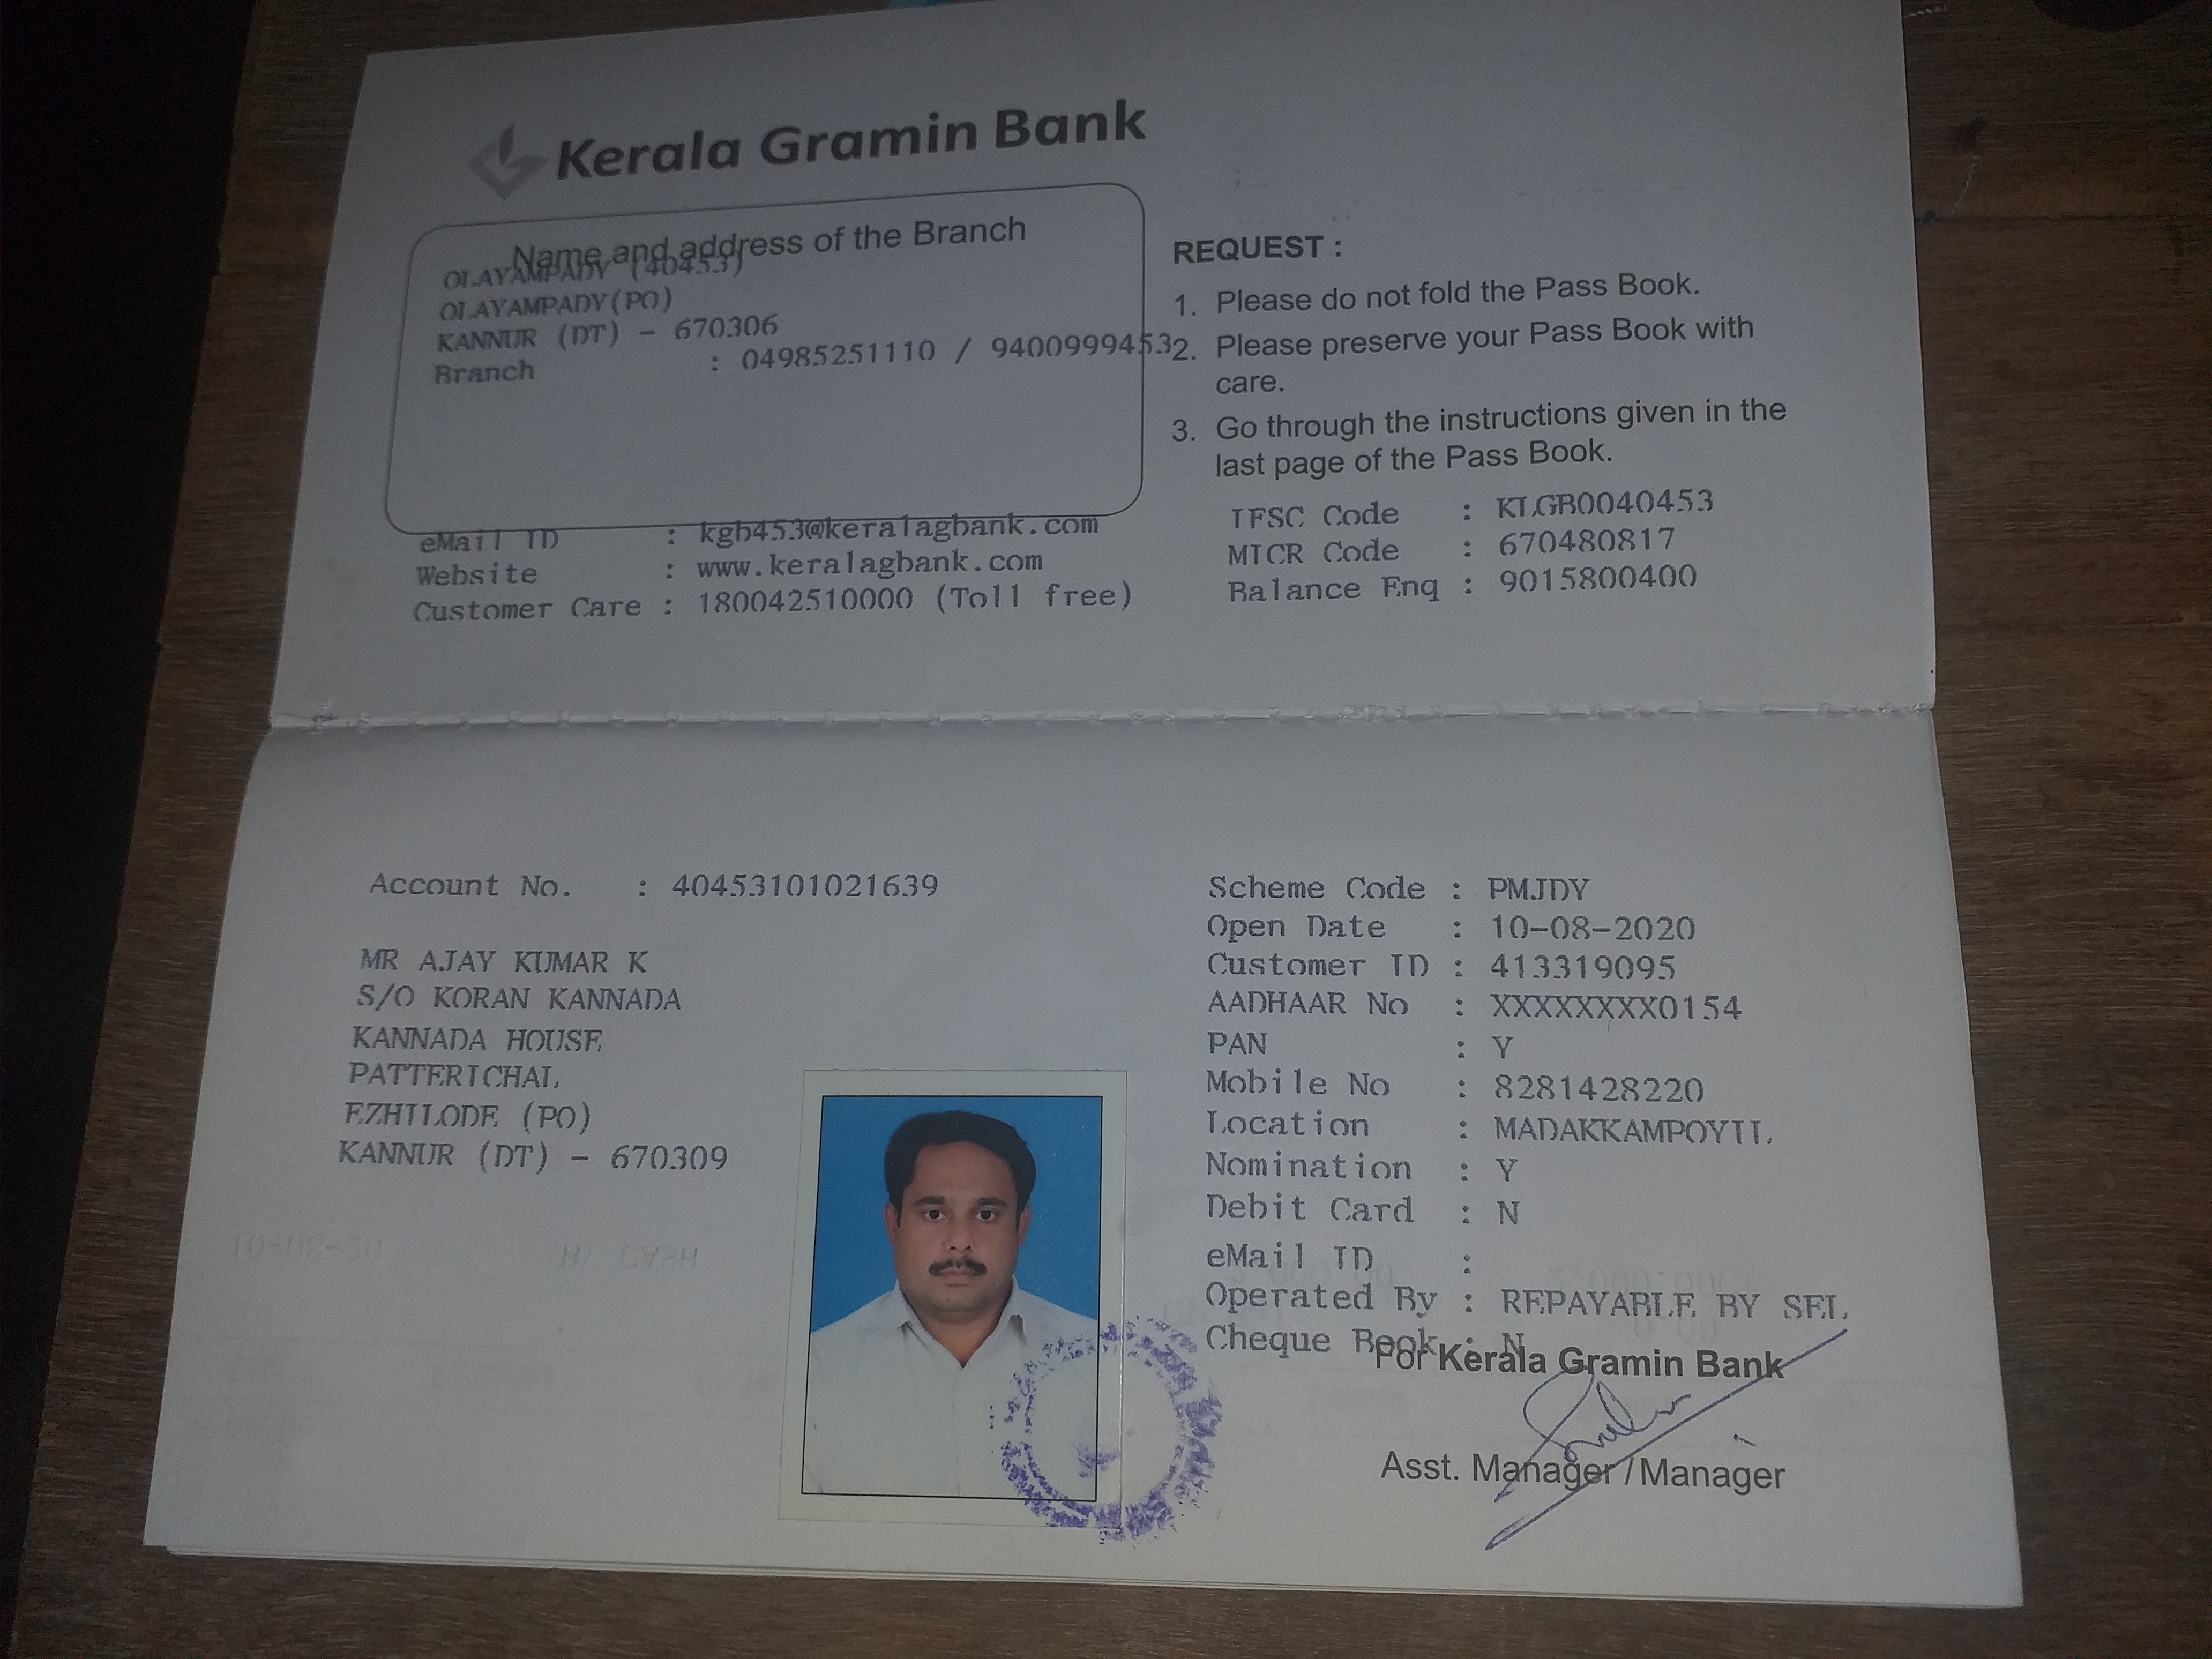 Kerala Gramin Bank
Name and address of the Branch
OLAYAMPADY (40453)
OLAYAMPADY(PO)
KANNUR (DT) - 670306
Branch : 04985251110 / 9400999453
eMail ID : kgb453@keralagbank.com
Website : www.keralagbank.com
Customer Care : 180042510000 (Toll free)
REQUEST :
1. Please do not fold the Pass Book.
2. Please preserve your Pass Book with
care.
3. Go through the instructions given in the
last page of the Pass Book.
IFSC Code : KLGB0040453
MICR Code : 670480817
Balance Enq : 9015800400
Account No. : 40453101021639
MR AJAY KUMAR K
S/O KORAN KANNADA
KANNADA HOUSE
PATTERICHAL
EZHILODE (PO)
KANNUR (DT) - 670309
Scheme Code : PMJDY
Open Date : 10-08-2020
Customer ID : 413319095
AADHAAR No : XXXXXXXX0154
PAN : Y
Mobile No : 8281428220
Location : MADAKKAMPOYIL
Nomination : Y
Debit Card : N
eMail ID :
Operated By : REPAYABLE BY SEL
Cheque Book : N
For Kerala Gramin Bank
Asst. Manager / Manager